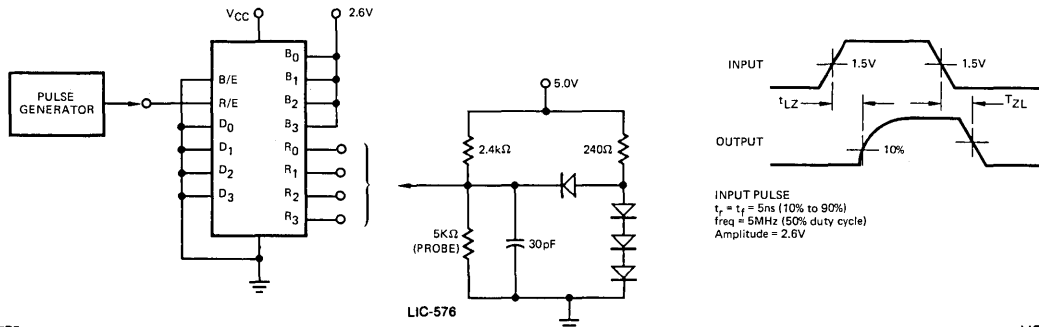 VCC
2.6V
PULSE
GENERATOR
B/E
R/E
D0
D1
D2
D3
B0
B1
B2
B3
R0
R1
R2
R3
5.0V
2.4kΩ
240Ω
5KΩ
(PROBE)
30pF
LIC-576
INPUT
1.5V
1.5V
tLZ
TZL
OUTPUT
10%
INPUT PULSE
tr = tf = 5ns (10% to 90%)
freq = 5MHz (50% duty cycle)
Amplitude = 2.6V